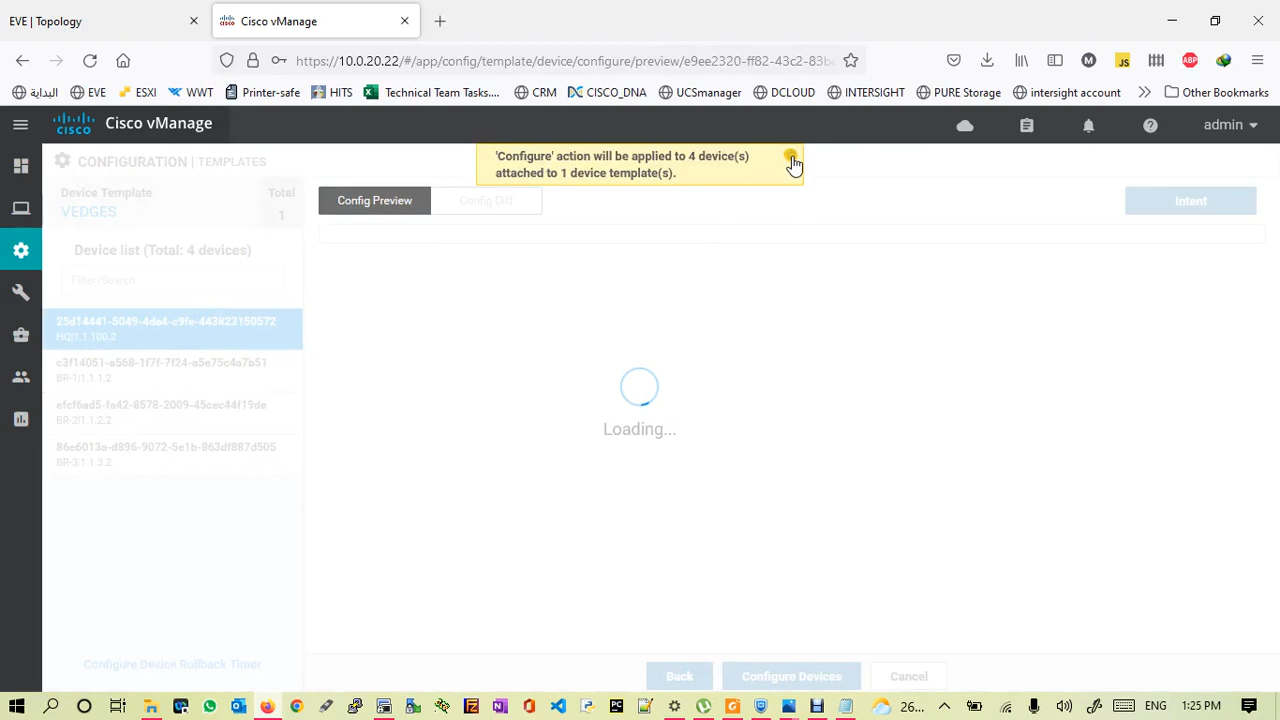 EVE | Topology
Cisco vManage
https://10.0.20.22/#/app/config/template/device/configure/preview/e9ee2320-ff82-43c2-83b
البداية
EVE
ESXI
WWT
Printer-safe
HITS
Technical Team Tasks....
CRM
CISCO_DNA
UCSmanager
DCLOUD
INTERSIGHT
PURE Storage
intersight account
Other Bookmarks
Cisco vManage
admin
CONFIGURATION | TEMPLATES
'Configure' action will be applied to 4 device(s)
attached to 1 device template(s).
Device Template
Total
VEDGES
1
Config Preview
Config Diff
Intent
Device list (Total: 4 devices)
Filter/Search
25d14441-5049-4da4-c9fe-443823150572
HQ|1.1.100.2
c3f14051-a568-1f7f-7f24-a5e75c4a7b51
BR-1|1.1.1.2
efcf6ad5-fa42-8578-2009-45cec44f19de
BR-2|1.1.2.2
86e6013a-d896-9072-5e1b-863df887d505
BR-3|1.1.3.2
Loading...
Configure Device Rollback Timer
Back
Configure Devices
Cancel
26...
ENG
1:25 PM